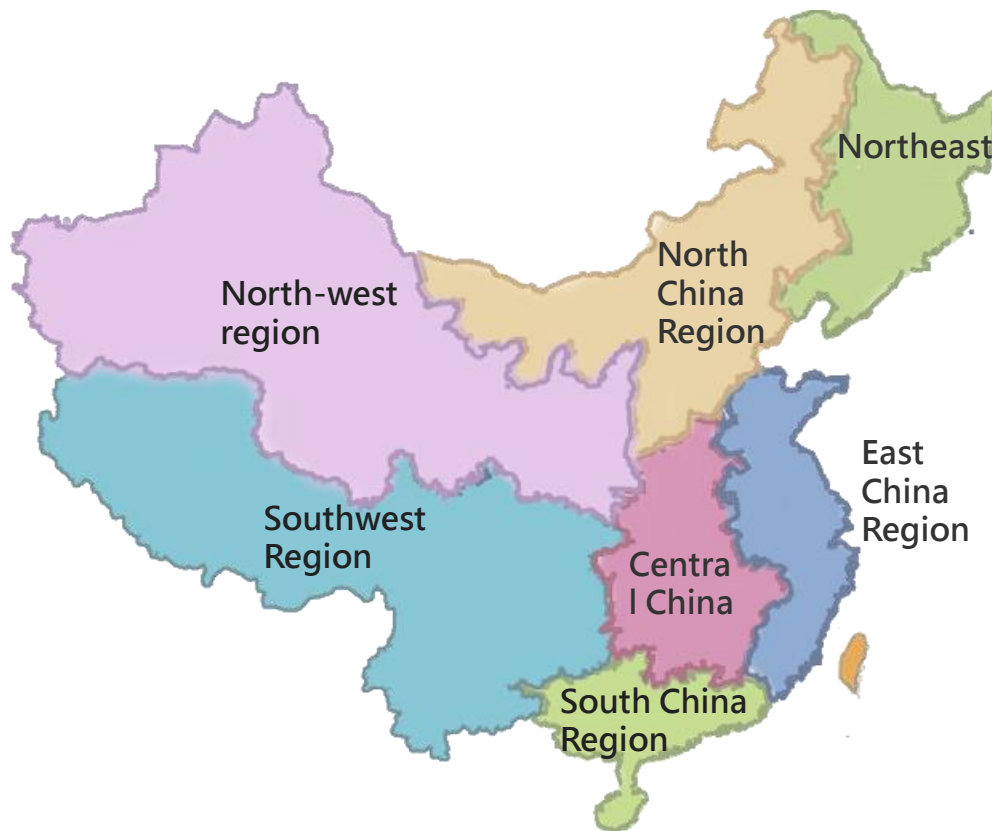 Northeast
North
China
Region
North-west
region
East
China
Region
Southwest
Region
Centra
l China
South China
Region